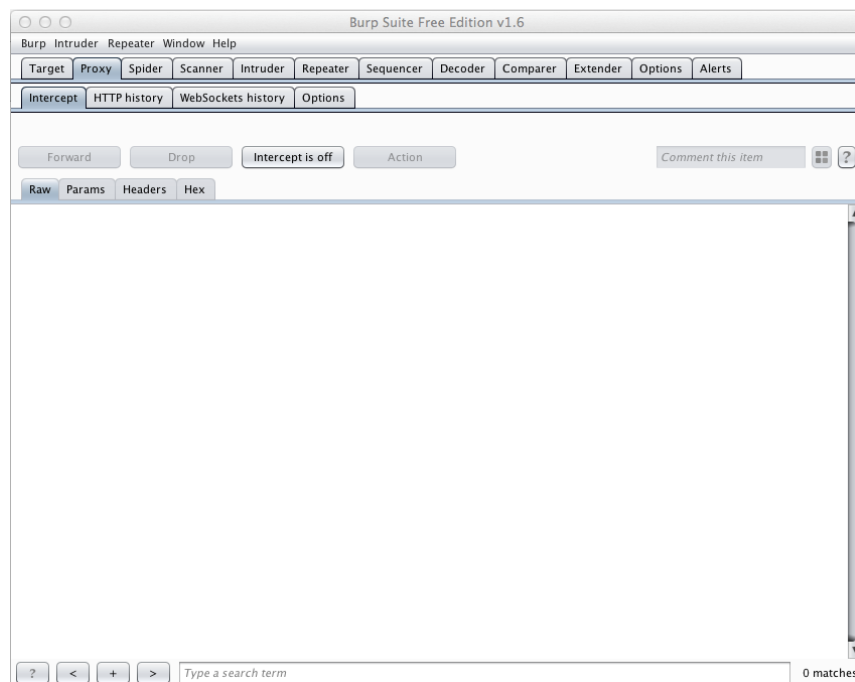 Burp Suite Free Edition v1.6
Burp Intruder Repeater Window Help
Target Proxy Spider Scanner Intruder Repeater Sequencer Decoder Comparer Extender Options Alerts
Intercept HTTP history WebSockets history Options
Forward Drop Intercept is off Action Comment this item ?
Raw Params Headers Hex
? < + > Type a search term 0 matches